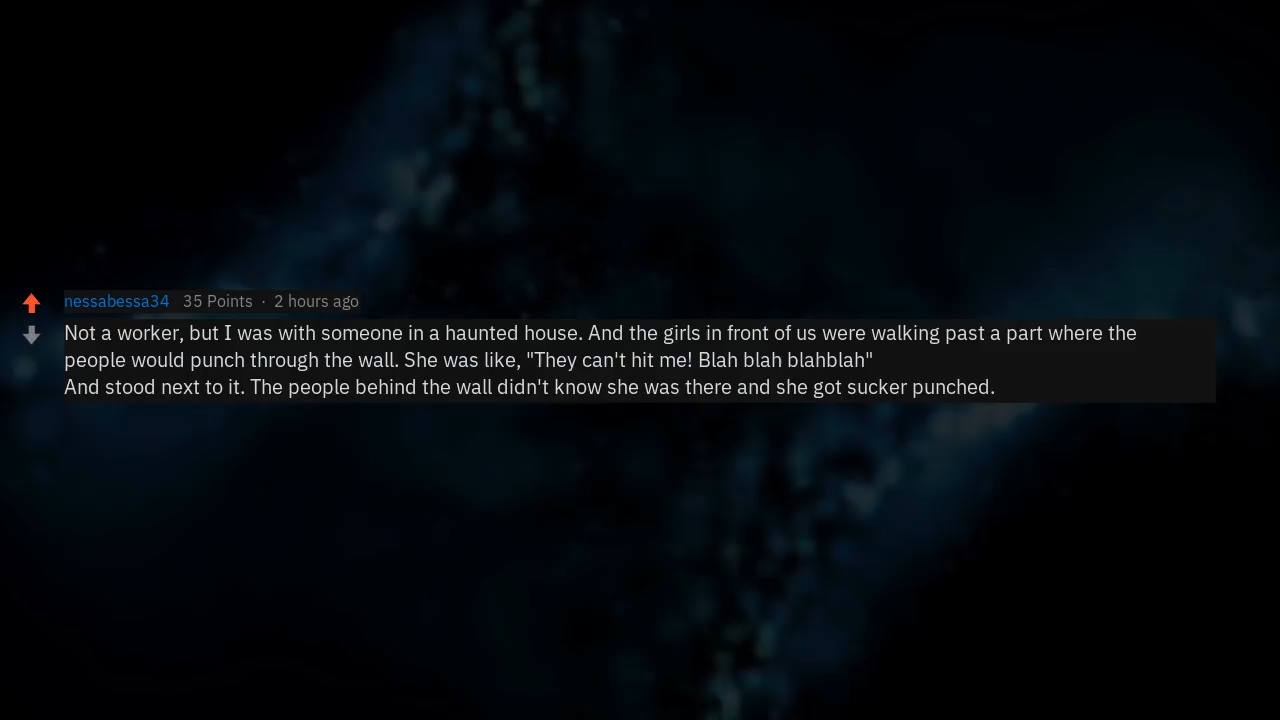 nessabessa34 35 Points · 2 hours ago
Not a worker, but I was with someone in a haunted house. And the girls in front of us were walking past a part where the
people would punch through the wall. She was like, "They can't hit me! Blah blah blahblah"
And stood next to it. The people behind the wall didn't know she was there and she got sucker punched.